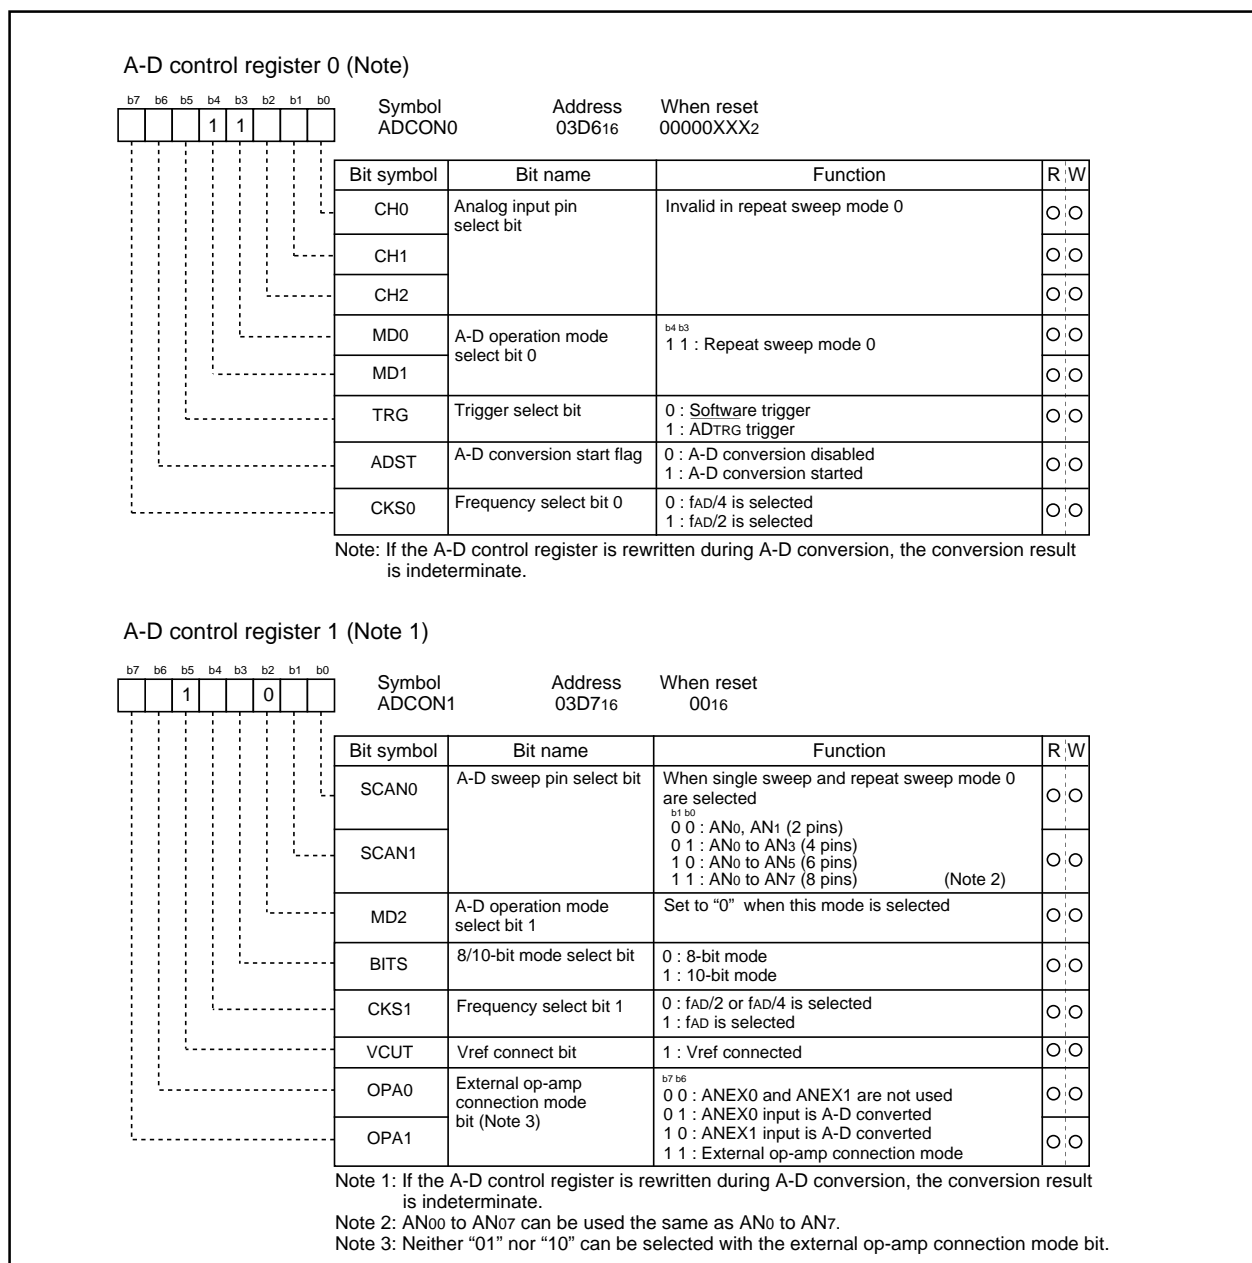 A-D control register 0 (Note)
b7 b6 b5 b4 b3 b2 b1 b0
Symbol Address When reset
1 1
ADCON0 03D616 00000XXX2
Bit symbol Bit name Function R W
CH0 Analog input pin Invalid in repeat sweep mode 0
select bit
CH1
CH2
MD0 A-D operation mode b4 b3
select bit 0 1 1 : Repeat sweep mode 0
MD1
TRG Trigger select bit 0 : Software trigger
1 : ADTRG trigger
ADST A-D conversion start flag 0 : A-D conversion disabled
1 : A-D conversion started
CKS0 Frequency select bit 0 0 : fAD/4 is selected
1 : fAD/2 is selected
Note: If the A-D control register is rewritten during A-D conversion, the conversion result
is indeterminate.
A-D control register 1 (Note 1)
b7 b6 b5 b4 b3 b2 b1 b0
Symbol Address When reset
1 0
ADCON1 03D716 0016
Bit symbol Bit name Function R W
SCAN0 A-D sweep pin select bit When single sweep and repeat sweep mode 0
are selected
b1 b0
0 0 : AN0, AN1 (2 pins)
0 1 : AN0 to AN3 (4 pins)
SCAN1
1 0 : AN0 to AN5 (6 pins)
1 1 : AN0 to AN7 (8 pins) (Note 2)
MD2 A-D operation mode Set to “0” when this mode is selected
select bit 1
BITS 8/10-bit mode select bit 0 : 8-bit mode
1 : 10-bit mode
CKS1 Frequency select bit 1 0 : fAD/2 or fAD/4 is selected
1 : fAD is selected
VCUT Vref connect bit 1 : Vref connected
OPA0 External op-amp b7 b6
connection mode 0 0 : ANEX0 and ANEX1 are not used
bit (Note 3) 0 1 : ANEX0 input is A-D converted
OPA1 1 0 : ANEX1 input is A-D converted
1 1 : External op-amp connection mode
Note 1: If the A-D control register is rewritten during A-D conversion, the conversion result
is indeterminate.
Note 2: AN00 to AN07 can be used the same as AN0 to AN7.
Note 3: Neither “01” nor “10” can be selected with the external op-amp connection mode bit.